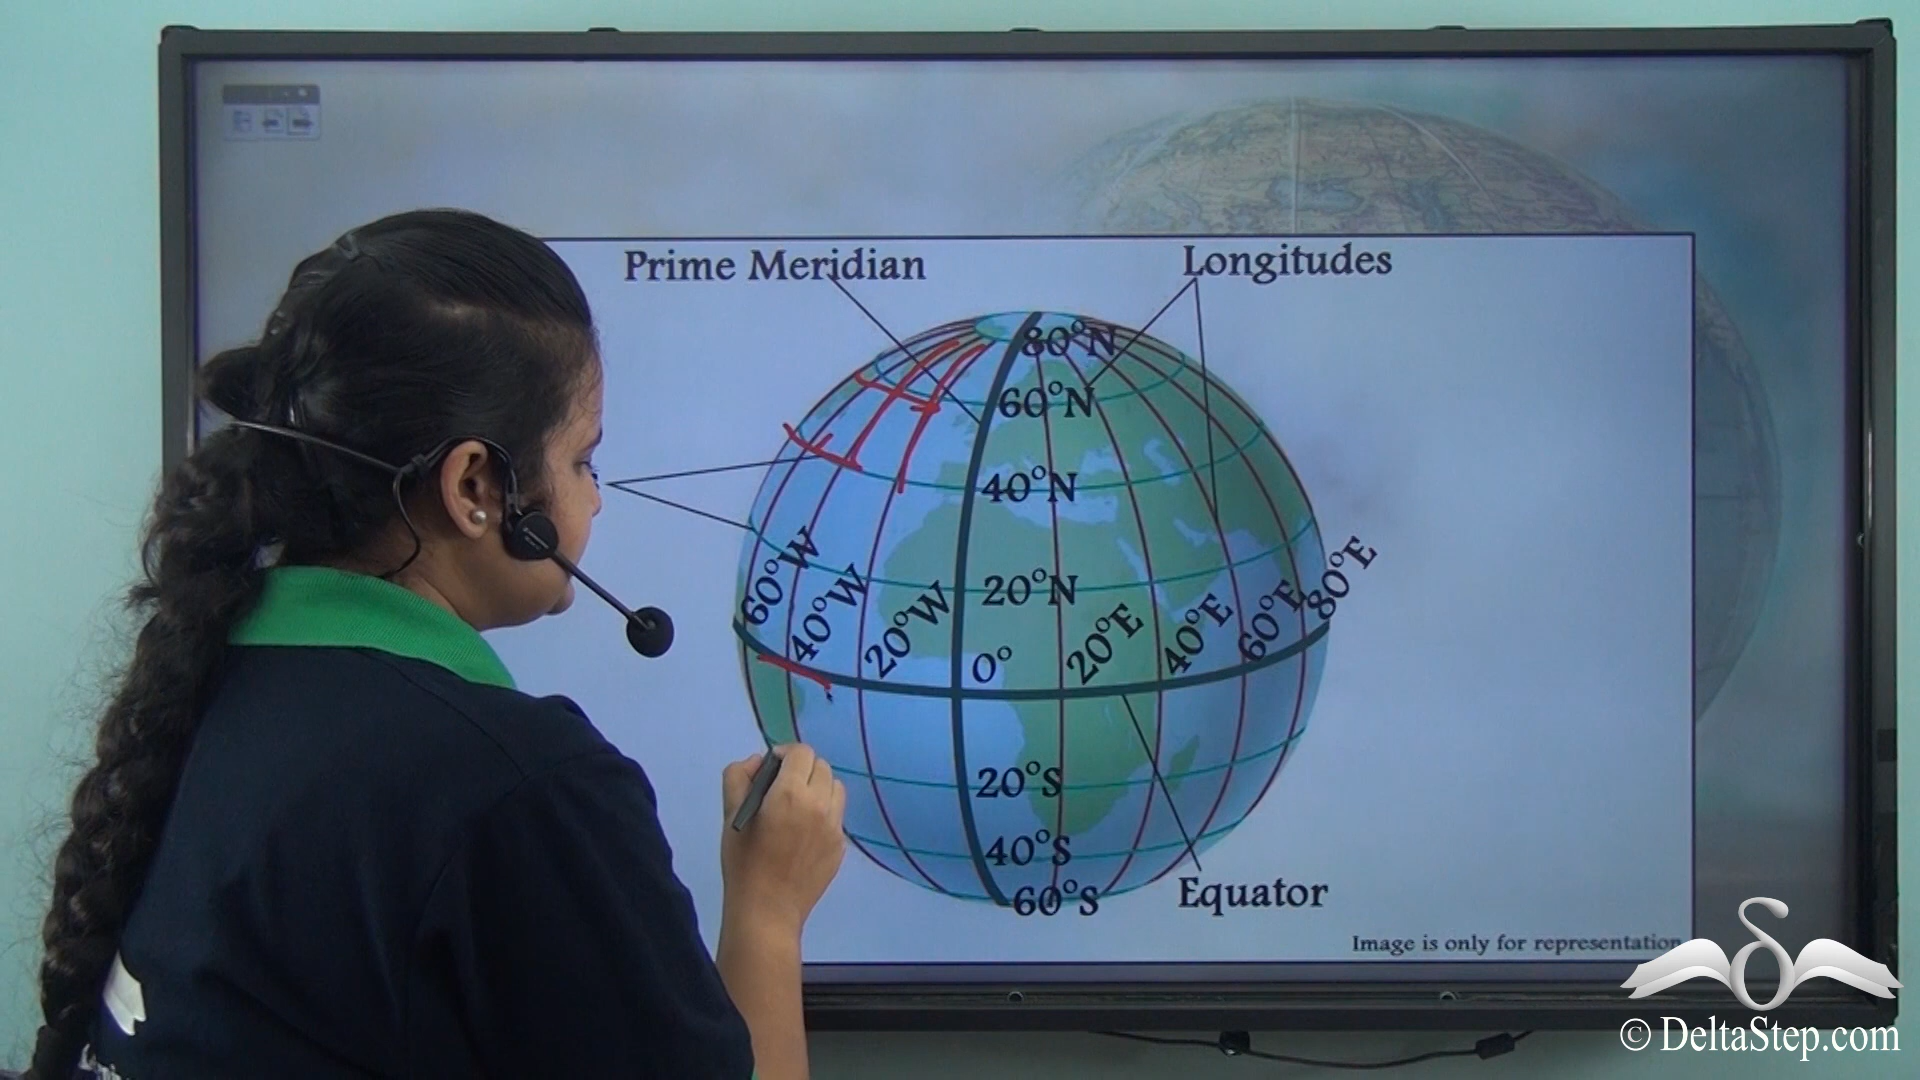 Prime Meridian
Longitudes
80°N
60°N
40°N
20°N
0°
60°W
40°W
20°W
20°E
40°E
60°E
80°E
20°S
40°S
60°S
Equator
Image is only for representation
© DeltaStep.com